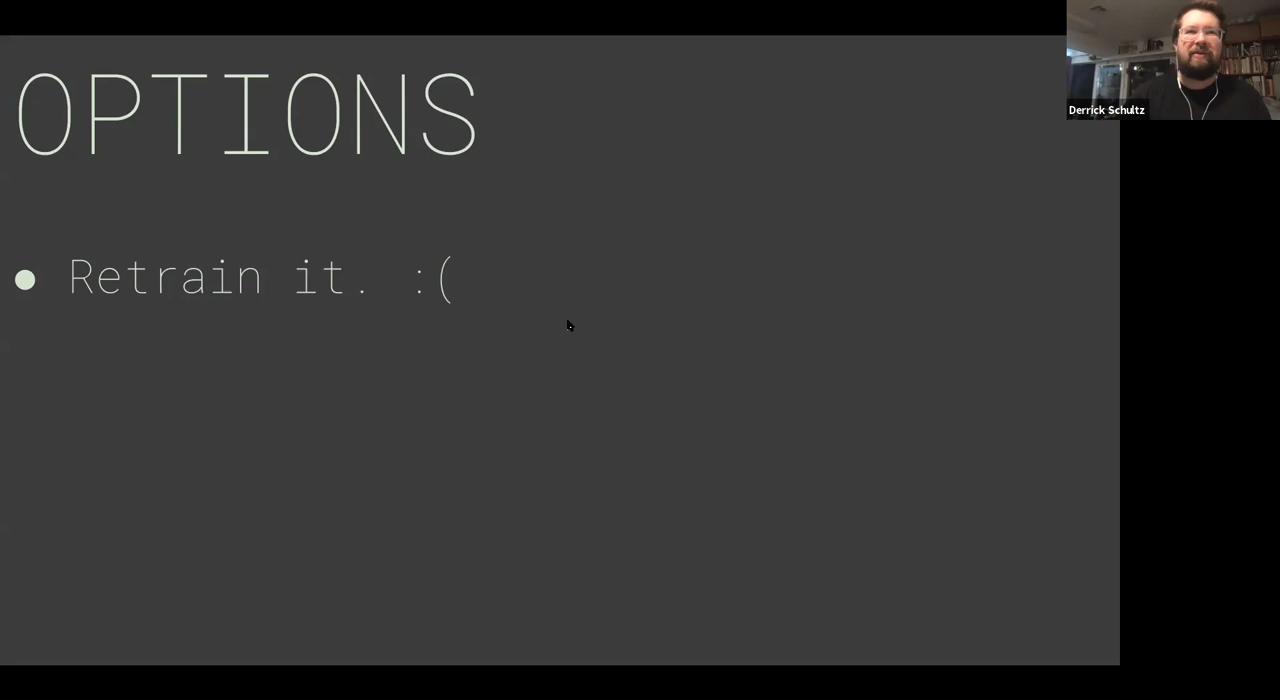 OPTIONS
Derrick Schultz
● Retrain it. :(